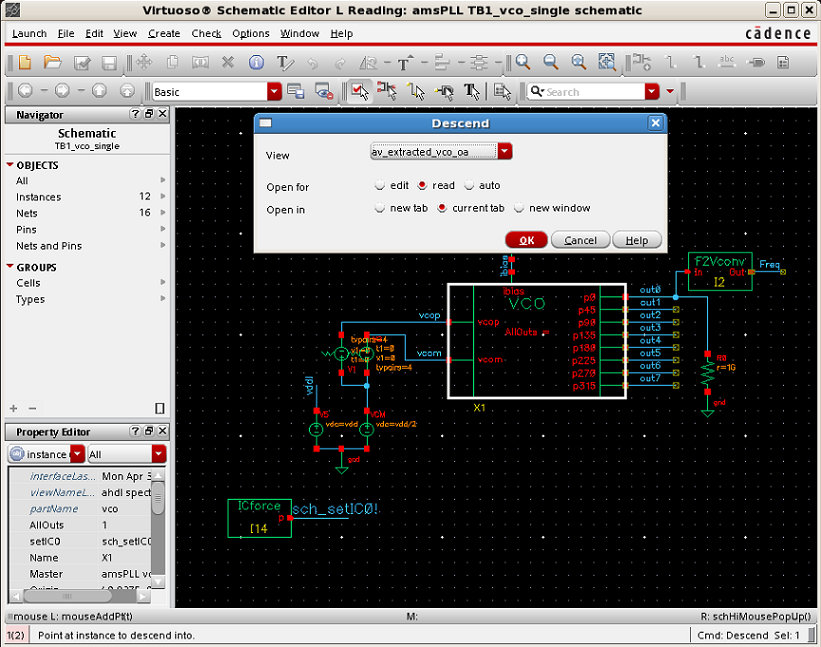 Virtuoso® Schematic Editor L Reading: amsPLL TB1_vco_single schematic
Launch File Edit View Create Check Options Window Help
cādence
Basic
Search
Navigator
Schematic
TB1_vco_single
OBJECTS
All
Instances 12
Nets 16
Pins
Nets and Pins
GROUPS
Cells
Types
Property Editor
instance
All
interfaceLas... Mon Apr 3
viewNameL... ahdl spect
partName vco
AllOuts 1
setIC0 sch_setIC0
Name X1
Master amsPLL vc
Descend
View av_extracted_vco_oa
Open for edit read auto
Open in new tab current tab new window
OK Cancel Help
Ibias
Ibias
VCO
AllOuts =
vcop
vcom
vcop
vcom
p0
p45
p90
p135
p180
p225
p270
p315
out0
out1
out2
out3
out4
out5
out6
out7
X1
F2Vconv
In Out
I2
Freq
R0
r=1G
gnd
vddi
V1
vdc=vdd
VCM
vdc=vdd/2
gnd
ICforce
p
I14
sch_setIC0!
mouse L: mouseAddPt(t)
M:
R: schHiMousePopUp()
1(2)
Point at instance to descend into.
Cmd: Descend Sel: 1